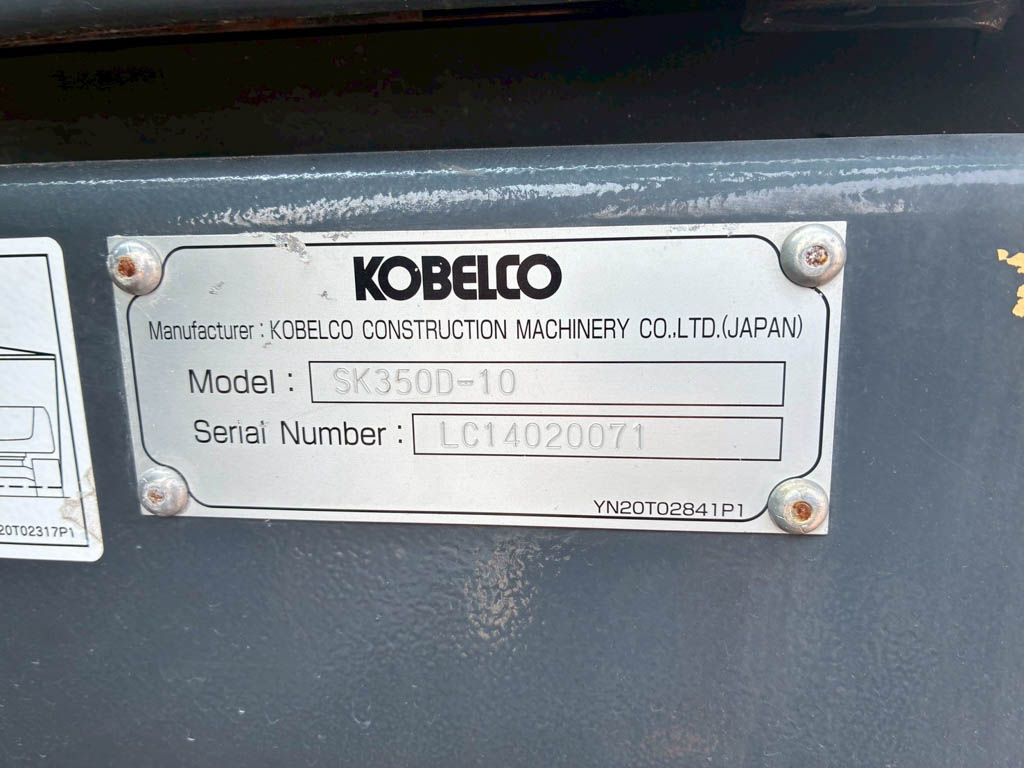 KOBELCO
Manufacturer : KOBELCO CONSTRUCTION MACHINERY CO.,LTD.(JAPAN)
Model : SK350D-10
Serial Number : LC14020071
YN20T02841P1
20T02317P1